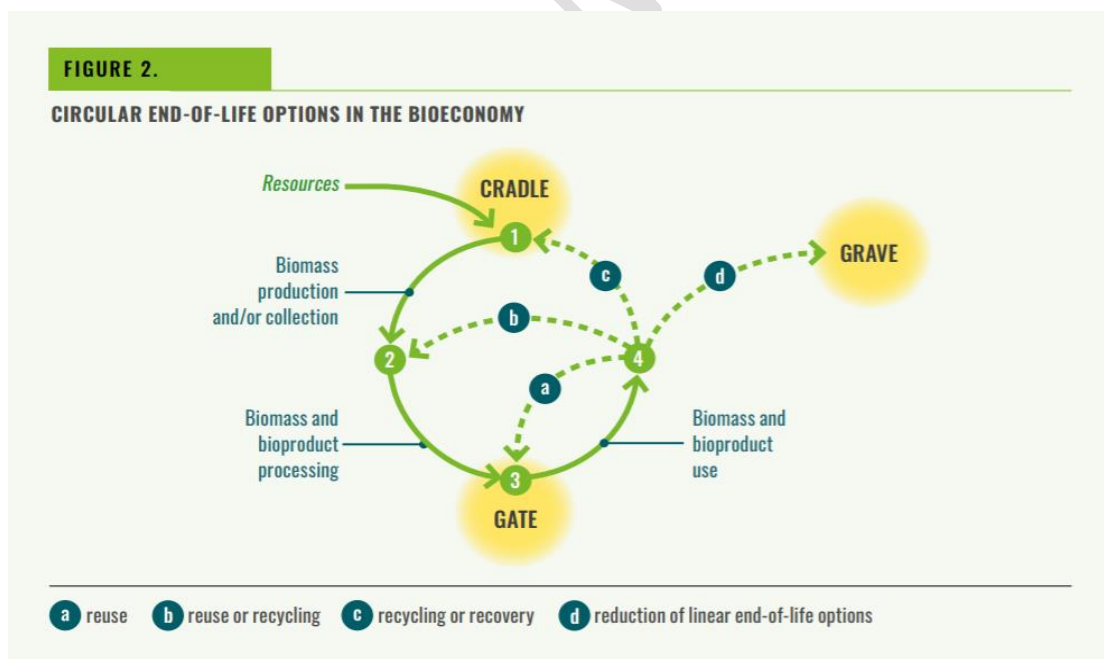 FIGURE 2.
CIRCULAR END-OF-LIFE OPTIONS IN THE BIOECONOMY
Resources
CRADLE
1
GRAVE
Biomass
production
and/or collection
c
d
b
2
4
a
Biomass and
bioproduct
processing
Biomass and
bioproduct
use
3
GATE
a reuse b reuse or recycling c recycling or recovery d reduction of linear end-of-life options